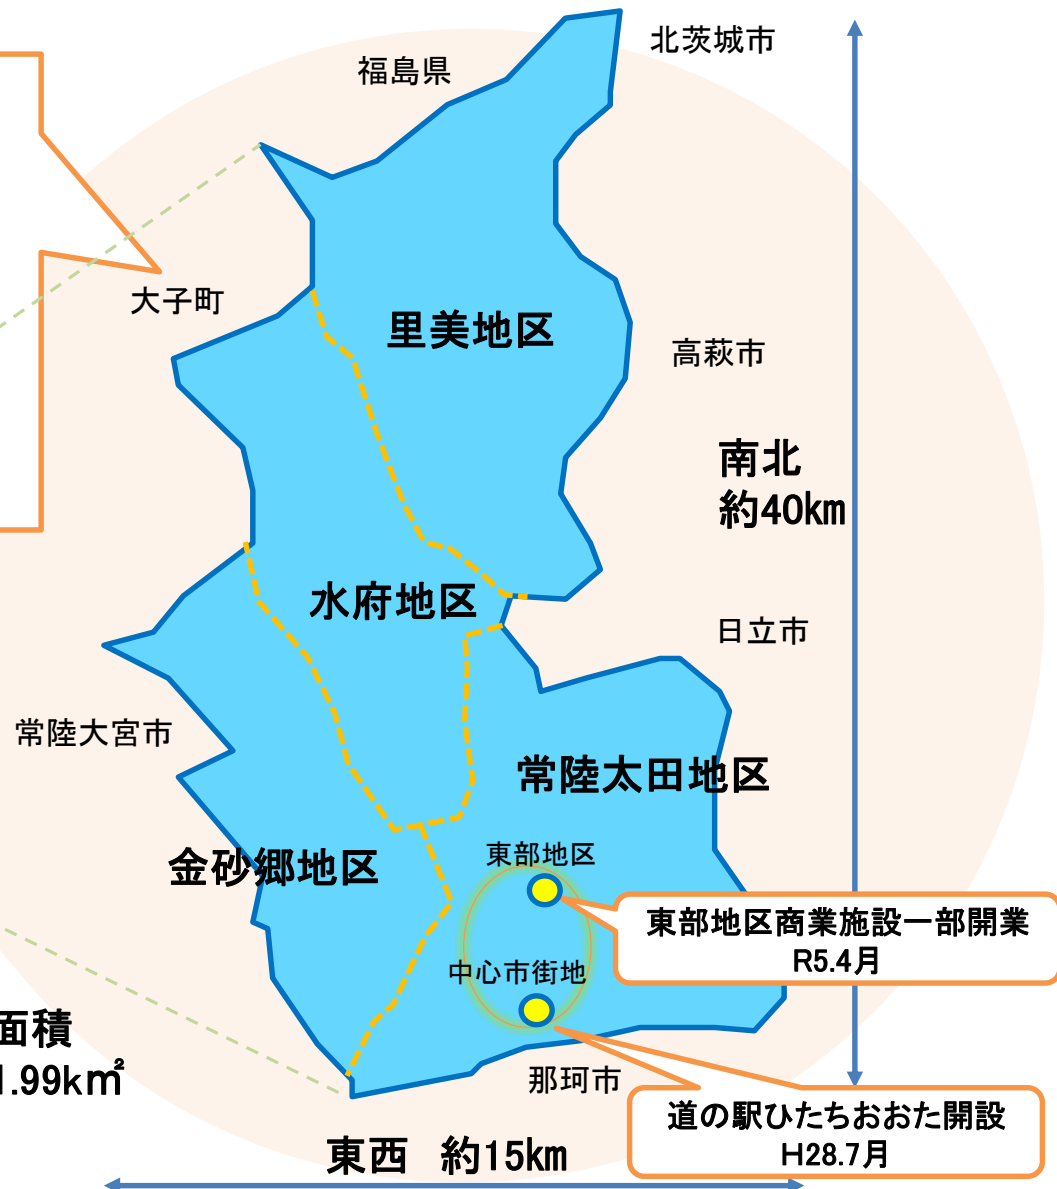 北茨城市
福島県
大子町
里美地区
高萩市
南北
約40km
水府地区
日立市
常陸大宮市
常陸太田地区
金砂郷地区
東部地区
東部地区商業施設一部開業
R5.4月
中心市街地
面積
1.99k㎡
那珂市
道の駅ひたちおおた開設
H28.7月
東西 約15km